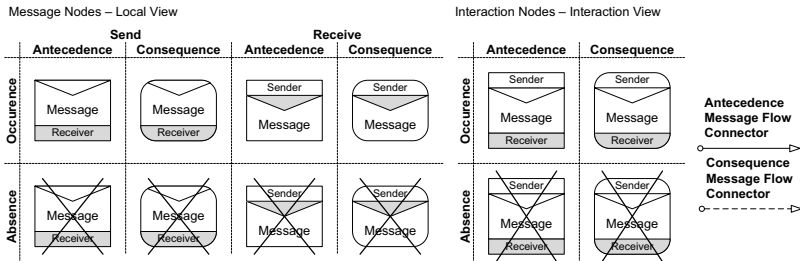 Message Nodes – Local View
Interaction Nodes – Interaction View
Send
Receive
Antecedence
Consequence
Antecedence
Consequence
Antecedence
Consequence
Occurence
Message
Receiver
Message
Receiver
Sender
Message
Sender
Message
Sender
Message
Receiver
Sender
Message
Receiver
Absence
Message
Receiver
Message
Receiver
Sender
Message
Sender
Message
Sender
Message
Receiver
Sender
Message
Receiver
Antecedence
Message Flow
Connector
Consequence
Message Flow
Connector